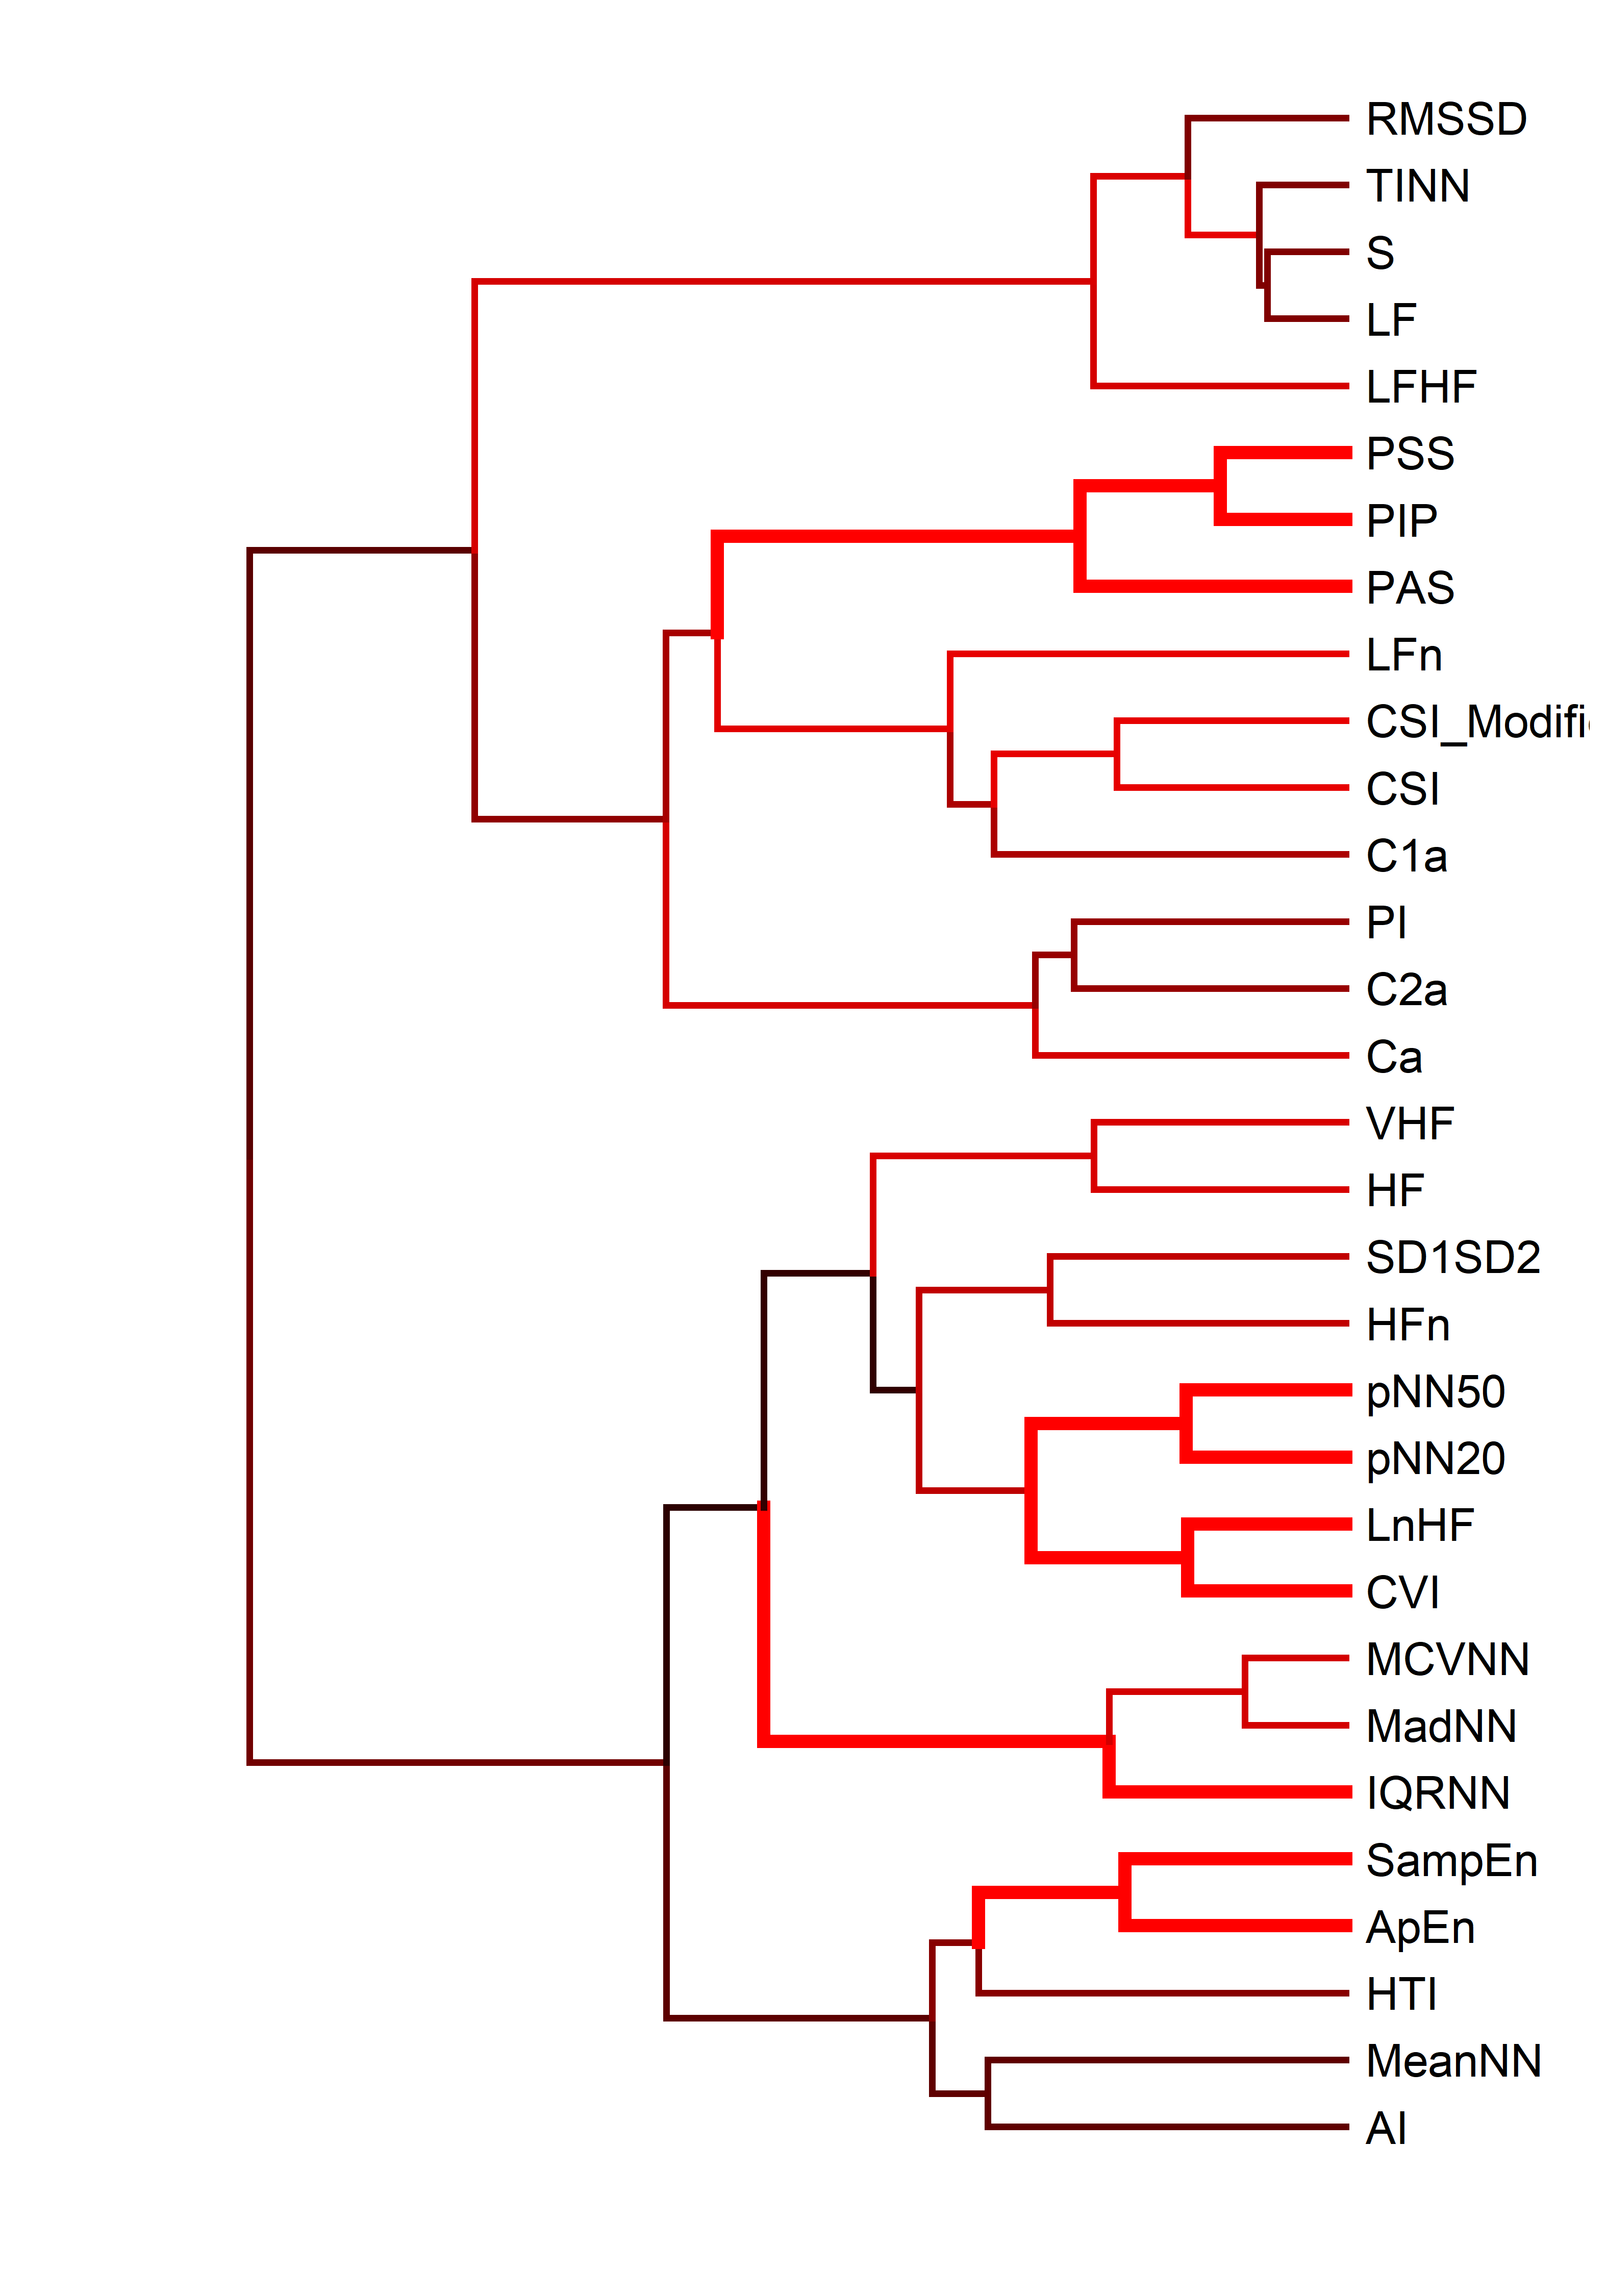 RMSSD
TINN
S
LF
LFHF
PSS
PIP
PAS
LFn
CSI_Modifi
CSI
C1a
PI
C2a
Ca
VHF
HF
SD1SD2
HFn
pNN50
pNN20
LnHF
CVI
MCVNN
MadNN
IQRNN
SampEn
ApEn
HTI
MeanNN
AI